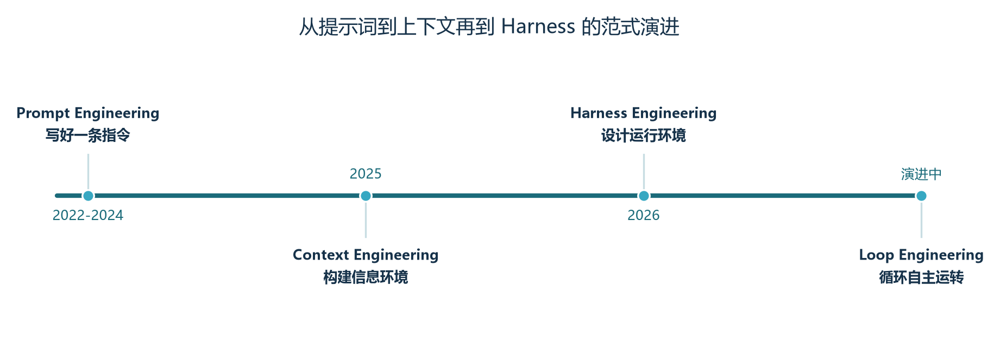 从提示词到上下文再到 Harness 的范式演进
Prompt Engineering
写好一条指令
2022-2024
2025
Context Engineering
构建信息环境
Harness Engineering
设计运行环境
2026
演进中
Loop Engineering
循环自主运转